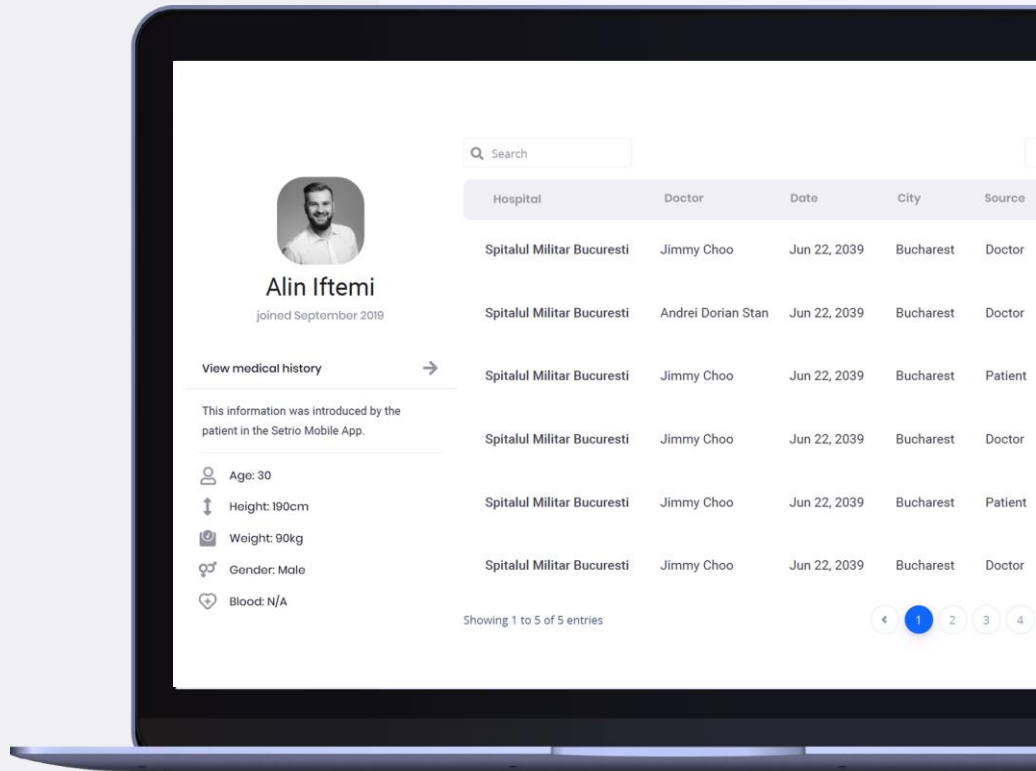 Alin Iftemi
joined September 2019
View medical history
This information was introduced by the
patient in the Setrio Mobile App.
Age: 30
Height: 190cm
Weight: 90kg
Gender: Male
Blood: N/A
Search
Hospital Doctor Date City Source
Spitalul Militar Bucuresti Jimmy Choo Jun 22, 2039 Bucharest Doctor
Spitalul Militar Bucuresti Andrei Dorian Stan Jun 22, 2039 Bucharest Doctor
Spitalul Militar Bucuresti Jimmy Choo Jun 22, 2039 Bucharest Patient
Spitalul Militar Bucuresti Jimmy Choo Jun 22, 2039 Bucharest Doctor
Spitalul Militar Bucuresti Jimmy Choo Jun 22, 2039 Bucharest Patient
Spitalul Militar Bucuresti Jimmy Choo Jun 22, 2039 Bucharest Doctor
Showing 1 to 5 of 5 entries
1 2 3 4